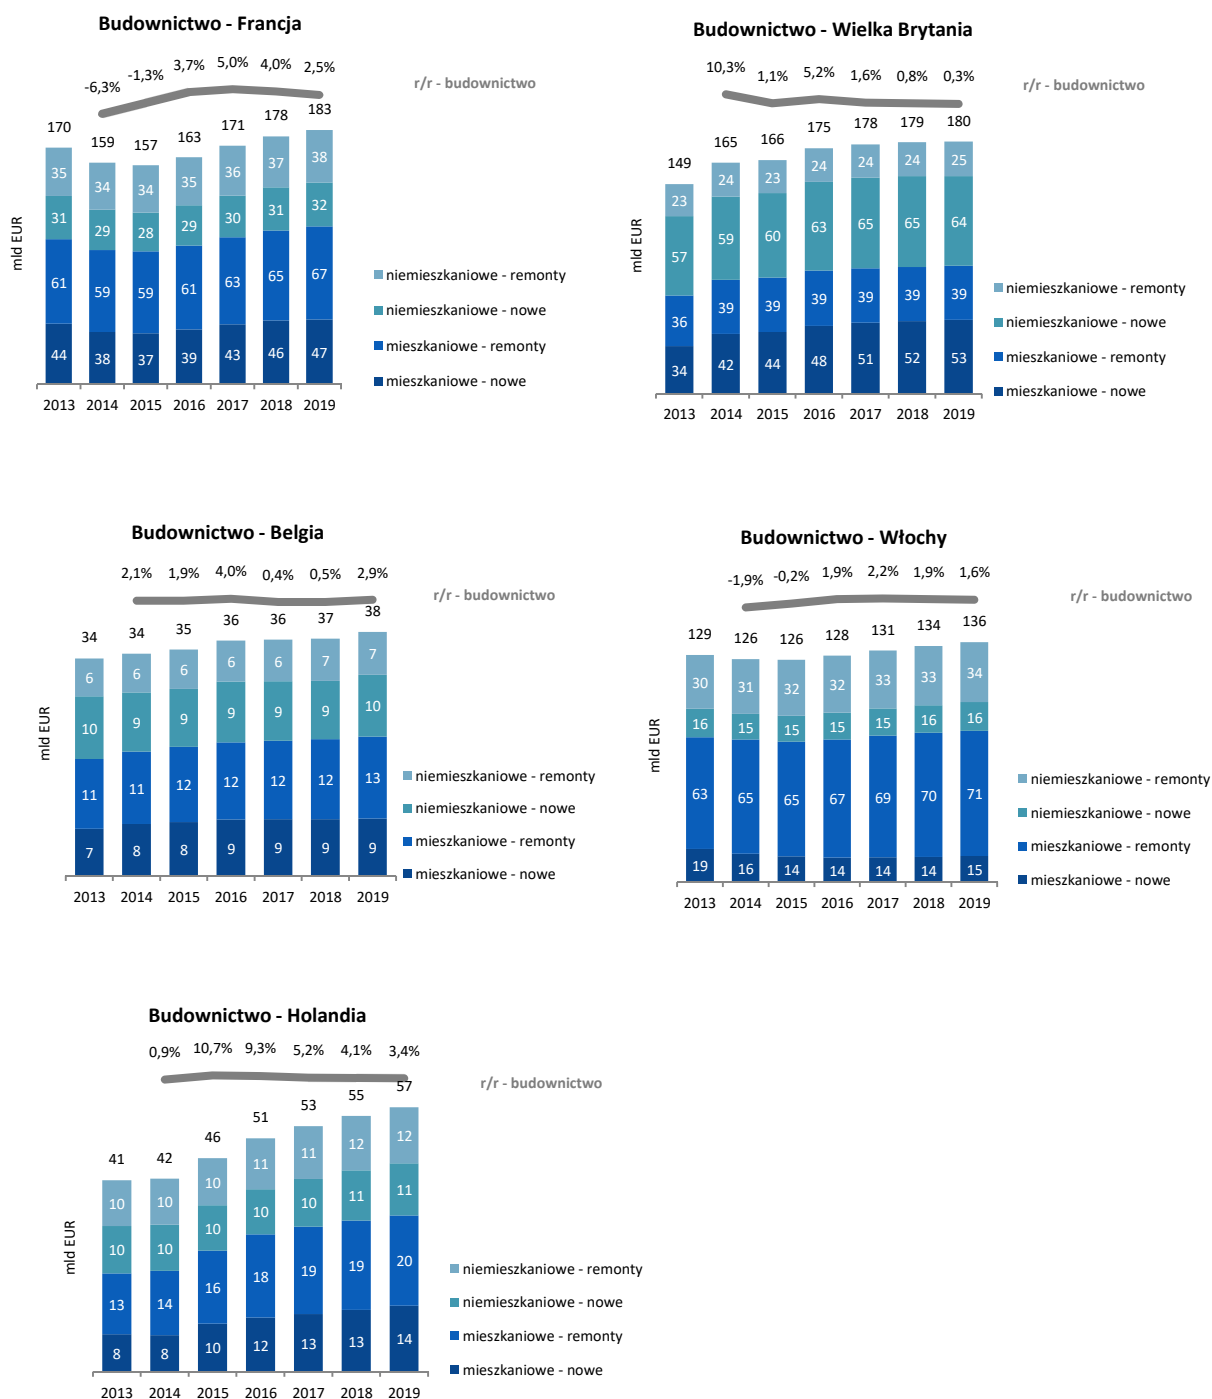 Budownictwo - Francja
-6,3% -1,3% 3,7% 5,0% 4,0% 2,5%
r/r - budownictwo
170 159 157 163 171 178 183
35 34 34 35 36 37 38
31 29 28 29 30 31 32
61 59 59 61 63 65 67
44 38 37 39 43 46 47
mld EUR
2013 2014 2015 2016 2017 2018 2019
niemieszkaniowe - remonty
niemieszkaniowe - nowe
mieszkaniowe - remonty
mieszkaniowe - nowe
Budownictwo - Wielka Brytania
10,3% 1,1% 5,2% 1,6% 0,8% 0,3%
r/r - budownictwo
149 165 166 175 178 179 180
23 24 23 24 24 24 25
57 59 60 63 65 65 64
36 39 39 39 39 39 39
34 42 44 48 51 52 53
mld EUR
2013 2014 2015 2016 2017 2018 2019
niemieszkaniowe - remonty
niemieszkaniowe - nowe
mieszkaniowe - remonty
mieszkaniowe - nowe
Budownictwo - Belgia
2,1% 1,9% 4,0% 0,4% 0,5% 2,9%
r/r - budownictwo
34 34 35 36 36 37 38
6 6 6 6 6 7 7
10 9 9 9 9 9 10
11 11 12 12 12 12 13
7 8 8 9 9 9 9
mld EUR
2013 2014 2015 2016 2017 2018 2019
niemieszkaniowe - remonty
niemieszkaniowe - nowe
mieszkaniowe - remonty
mieszkaniowe - nowe
Budownictwo - Włochy
-1,9% -0,2% 1,9% 2,2% 1,9% 1,6%
r/r - budownictwo
129 126 126 128 131 134 136
30 31 32 32 33 33 34
16 15 15 15 15 16 16
63 65 65 67 69 70 71
19 16 14 14 14 14 15
mld EUR
2013 2014 2015 2016 2017 2018 2019
niemieszkaniowe - remonty
niemieszkaniowe - nowe
mieszkaniowe - remonty
mieszkaniowe - nowe
Budownictwo - Holandia
0,9% 10,7% 9,3% 5,2% 4,1% 3,4%
r/r - budownictwo
41 42 46 51 53 55 57
10 10 10 11 11 12 12
10 10 10 10 10 11 11
13 14 16 18 19 19 20
8 8 10 12 13 13 14
mld EUR
2013 2014 2015 2016 2017 2018 2019
niemieszkaniowe - remonty
niemieszkaniowe - nowe
mieszkaniowe - remonty
mieszkaniowe - nowe